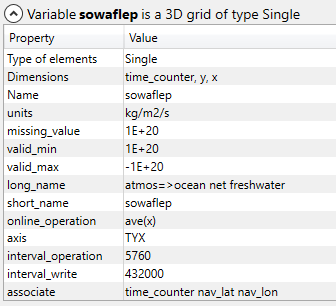 Variable sowaflep is a 3D grid of type Single
Property Value
Type of elements Single
Dimensions time_counter, y, x
Name sowaflep
units kg/m2/s
missing_value 1E+20
valid_min 1E+20
valid_max -1E+20
long_name atmos=>ocean net freshwater
short_name sowaflep
online_operation ave(x)
axis TYX
interval_operation 5760
interval_write 432000
associate time_counter nav_lat nav_lon